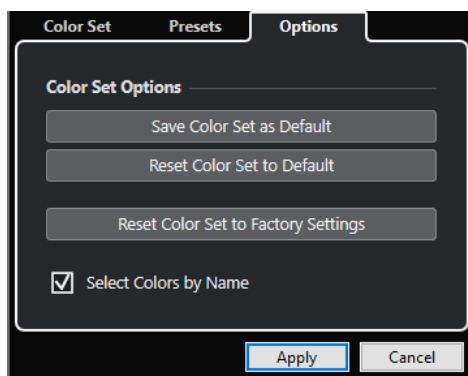 Color Set Presets Options
Color Set Options
Save Color Set as Default
Reset Color Set to Default
Reset Color Set to Factory Settings
Select Colors by Name
Apply Cancel